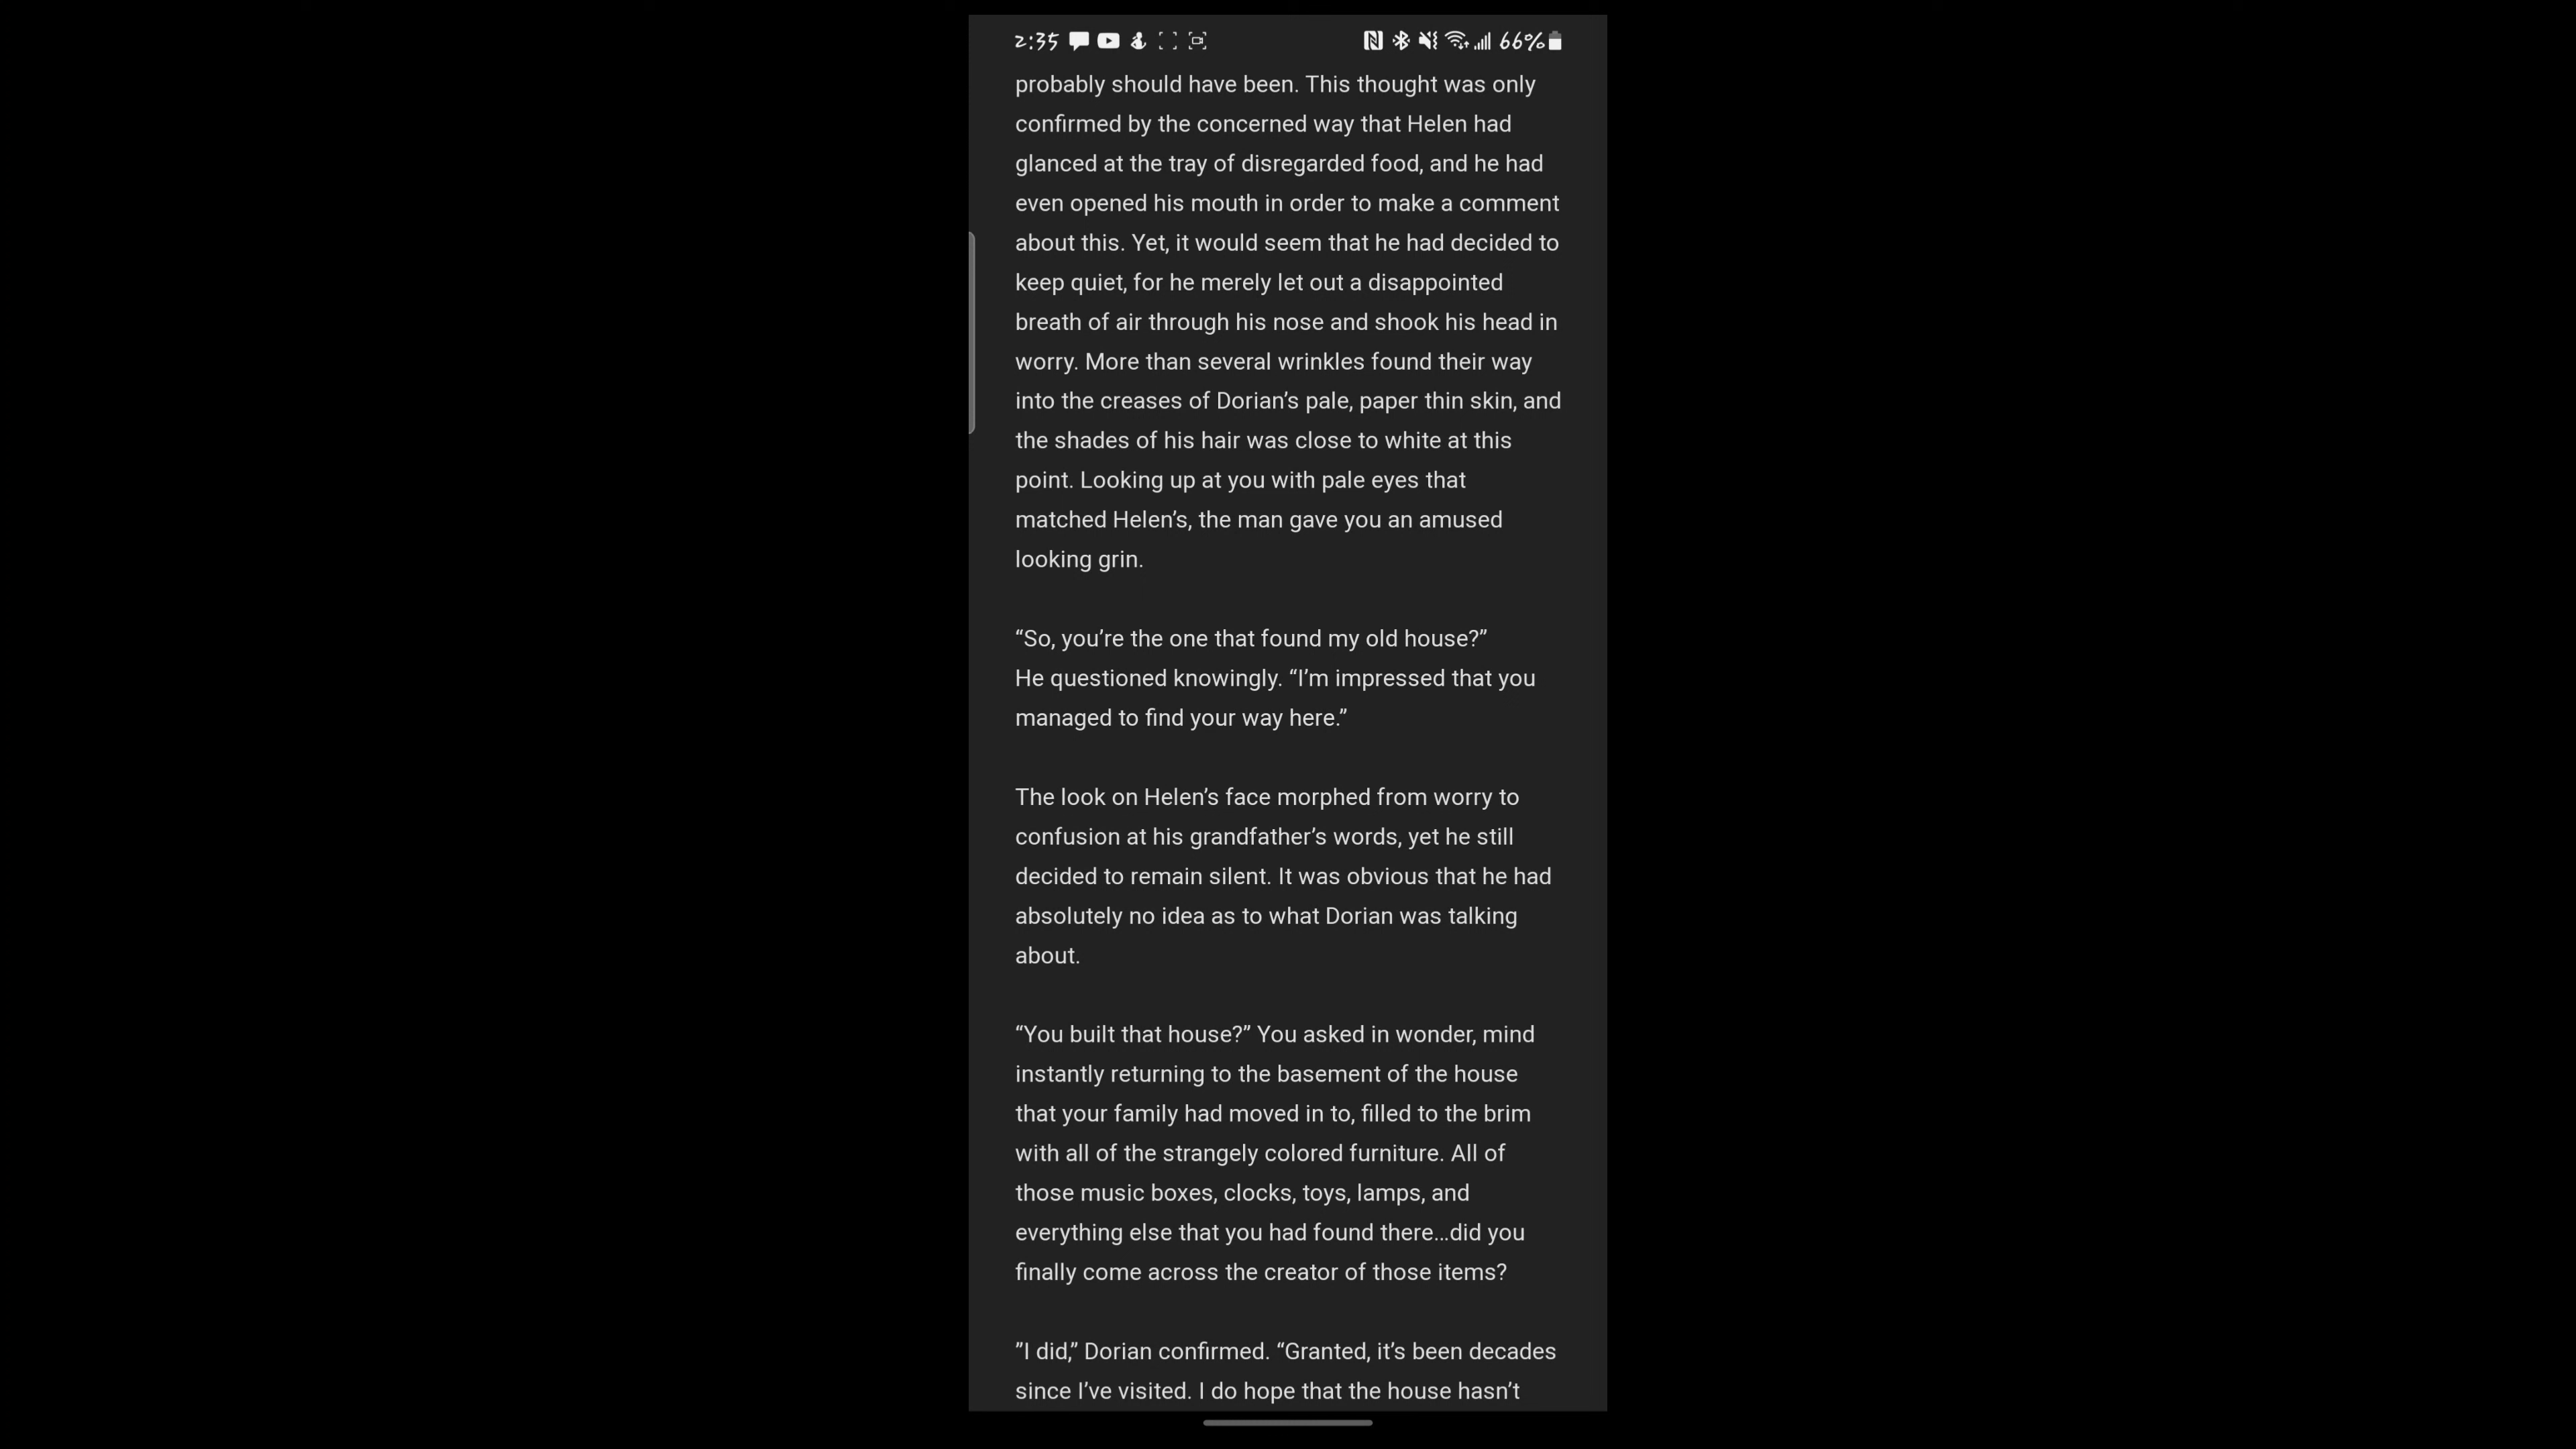 2:35 66%
probably should have been. This thought was only
confirmed by the concerned way that Helen had
glanced at the tray of disregarded food, and he had
even opened his mouth in order to make a comment
about this. Yet, it would seem that he had decided to
keep quiet, for he merely let out a disappointed
breath of air through his nose and shook his head in
worry. More than several wrinkles found their way
into the creases of Dorian’s pale, paper thin skin, and
the shades of his hair was close to white at this
point. Looking up at you with pale eyes that
matched Helen’s, the man gave you an amused
looking grin.
“So, you’re the one that found my old house?”
He questioned knowingly. “I’m impressed that you
managed to find your way here.”
The look on Helen’s face morphed from worry to
confusion at his grandfather’s words, yet he still
decided to remain silent. It was obvious that he had
absolutely no idea as to what Dorian was talking
about.
“You built that house?” You asked in wonder, mind
instantly returning to the basement of the house
that your family had moved in to, filled to the brim
with all of the strangely colored furniture. All of
those music boxes, clocks, toys, lamps, and
everything else that you had found there…did you
finally come across the creator of those items?
”I did,” Dorian confirmed. “Granted, it’s been decades
since I’ve visited. I do hope that the house hasn’t